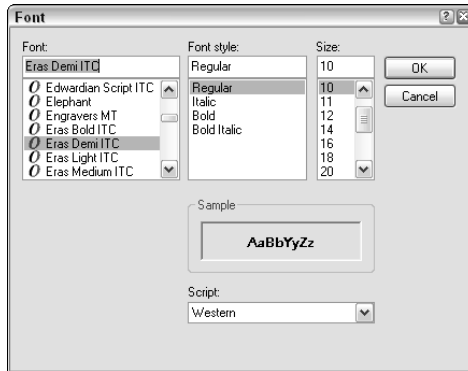 Font
Font:
Eras Demi ITC
Edwardian Script ITC
Elephant
Engravers MT
Eras Bold ITC
Eras Demi ITC
Eras Light ITC
Eras Medium ITC
Font style:
Regular
Regular
Italic
Bold
Bold Italic
Size:
10
10
11
12
14
16
18
20
OK
Cancel
Sample
AaBbYyZz
Script:
Western